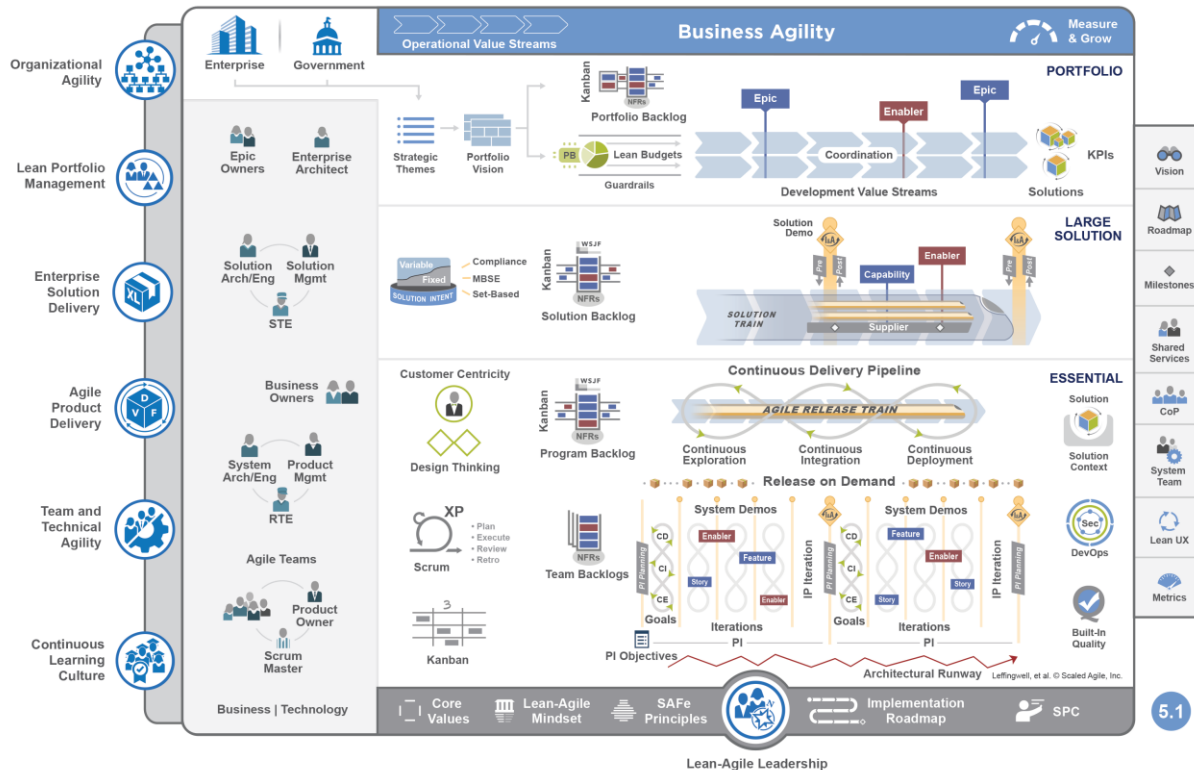 Organizational
Agility
Lean Portfolio
Management
Enterprise
Solution
Delivery
XL
Agile
Product
Delivery
D
V F
Team and
Technical
Agility
Continuous
Learning
Culture
Enterprise
Government
Epic
Owners
Enterprise
Architect
Solution
Arch/Eng
Solution
Mgmt
STE
Business
Owners
System
Arch/Eng
Product
Mgmt
RTE
Agile Teams
Product
Owner
Scrum
Master
Business | Technology
Operational Value Streams
Business Agility
Measure
& Grow
PORTFOLIO
Strategic
Themes
Portfolio
Vision
Kanban
NFRs
Portfolio Backlog
PB
Lean Budgets
Guardrails
Epic
Enabler
Epic
Coordination
Development Value Streams
KPIs
Solutions
LARGE
SOLUTION
Variable
Fixed
SOLUTION INTENT
Compliance
MBSE
Set-Based
Kanban
WSJF
NFRs
Solution Backlog
Solution
Demo
I&A
Pre
Post
Capability
Enabler
I&A
Pre
Post
SOLUTION
TRAIN
Supplier
ESSENTIAL
Customer Centricity
Design Thinking
Kanban
WSJF
NFRs
Program Backlog
Continuous Delivery Pipeline
AGILE RELEASE TRAIN
Continuous
Exploration
Continuous
Integration
Continuous
Deployment
Solution
Solution
Context
Release on Demand
XP
Scrum
• Plan
• Execute
• Review
• Retro
NFRs
Team Backlogs
3
Kanban
System Demos
PI Planning
CD
CI
CE
Goals
Enabler
Feature
Story
Enabler
Iterations
IP Iteration
I&A
PI Planning
CD
CI
CE
Goals
System Demos
Feature
Enabler
Story
Story
Iterations
IP Iteration
I&A
PI Planning
PI Objectives
PI
PI
Architectural Runway
Leffingwell, et al. © Scaled Agile, Inc.
Sec
DevOps
Built-In
Quality
Vision
Roadmap
Milestones
Shared
Services
CoP
System
Team
Lean UX
Metrics
Core
Values
Lean-Agile
Mindset
SAFe
Principles
Implementation
Roadmap
SPC
Lean-Agile Leadership
5.1